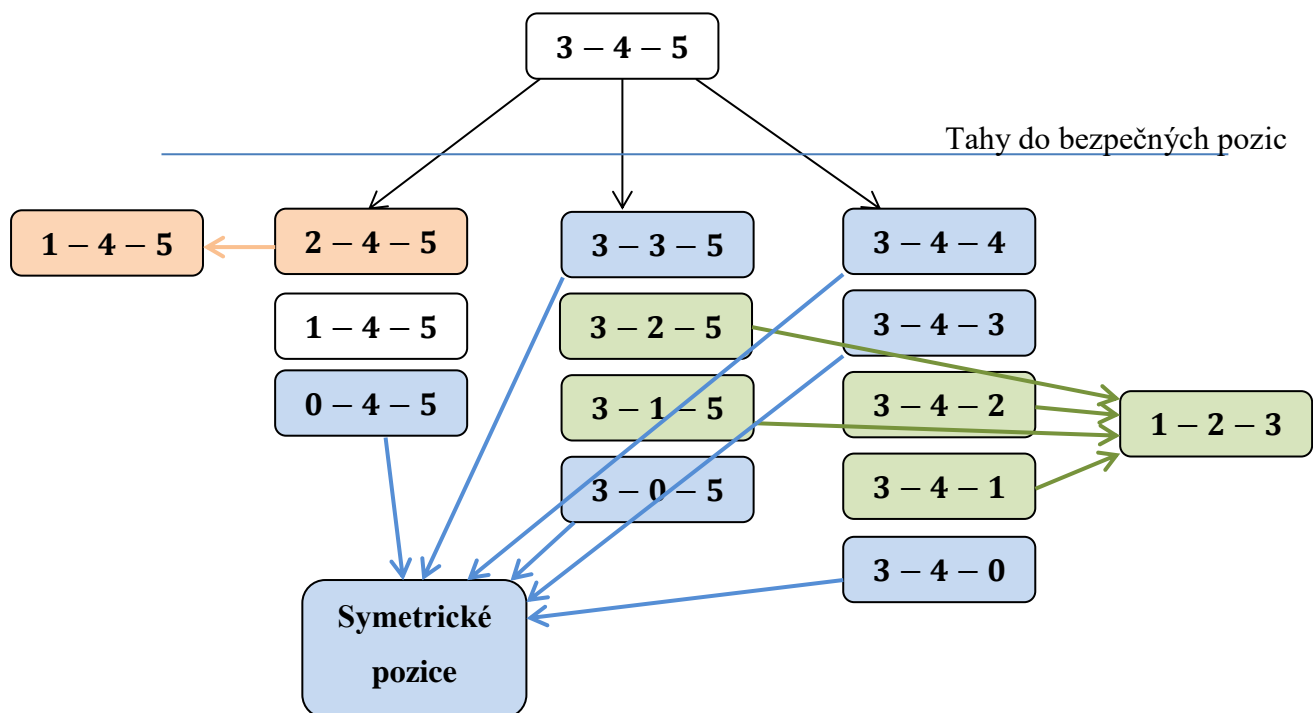 3 – 4 – 5
Tahy do bezpečných pozic
1 – 4 – 5
2 – 4 – 5
3 – 3 – 5
3 – 4 – 4
1 – 4 – 5
3 – 2 – 5
3 – 4 – 3
0 – 4 – 5
3 – 1 – 5
3 – 4 – 2
1 – 2 – 3
3 – 0 – 5
3 – 4 – 1
3 – 4 – 0
Symetrické
pozice